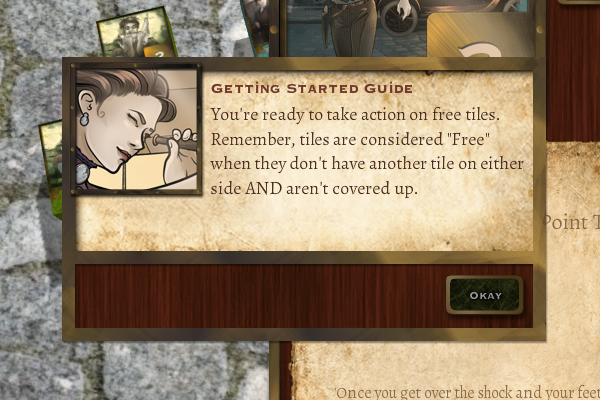 Getting Started Guide
You're ready to take action on free tiles.
Remember, tiles are considered "Free"
when they don't have another tile on either
side AND aren't covered up.
Point T
Okay
"Once you get over the shock and your feet